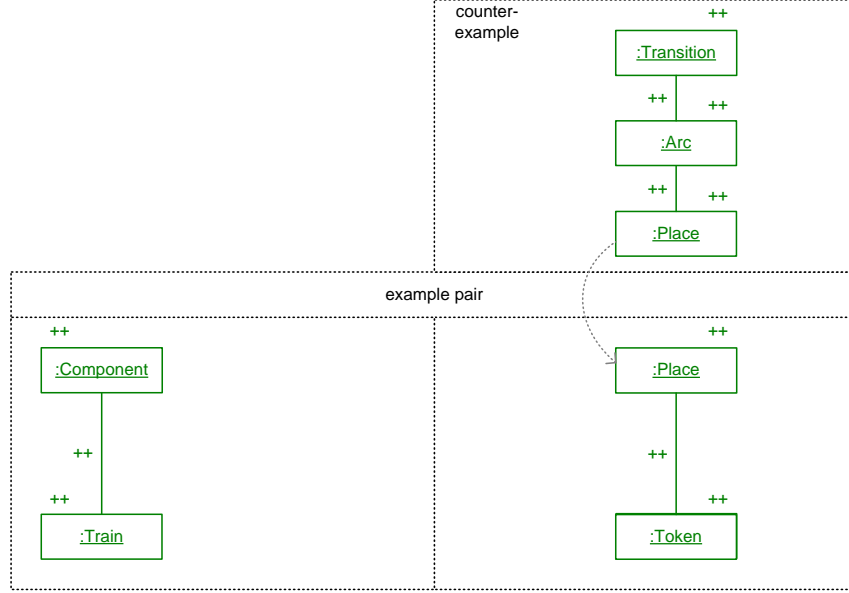 counter-
example
++
:Transition
++ ++
:Arc
++ ++
:Place
example pair
++ ++
:Component :Place
++ ++
++ ++
:Train :Token